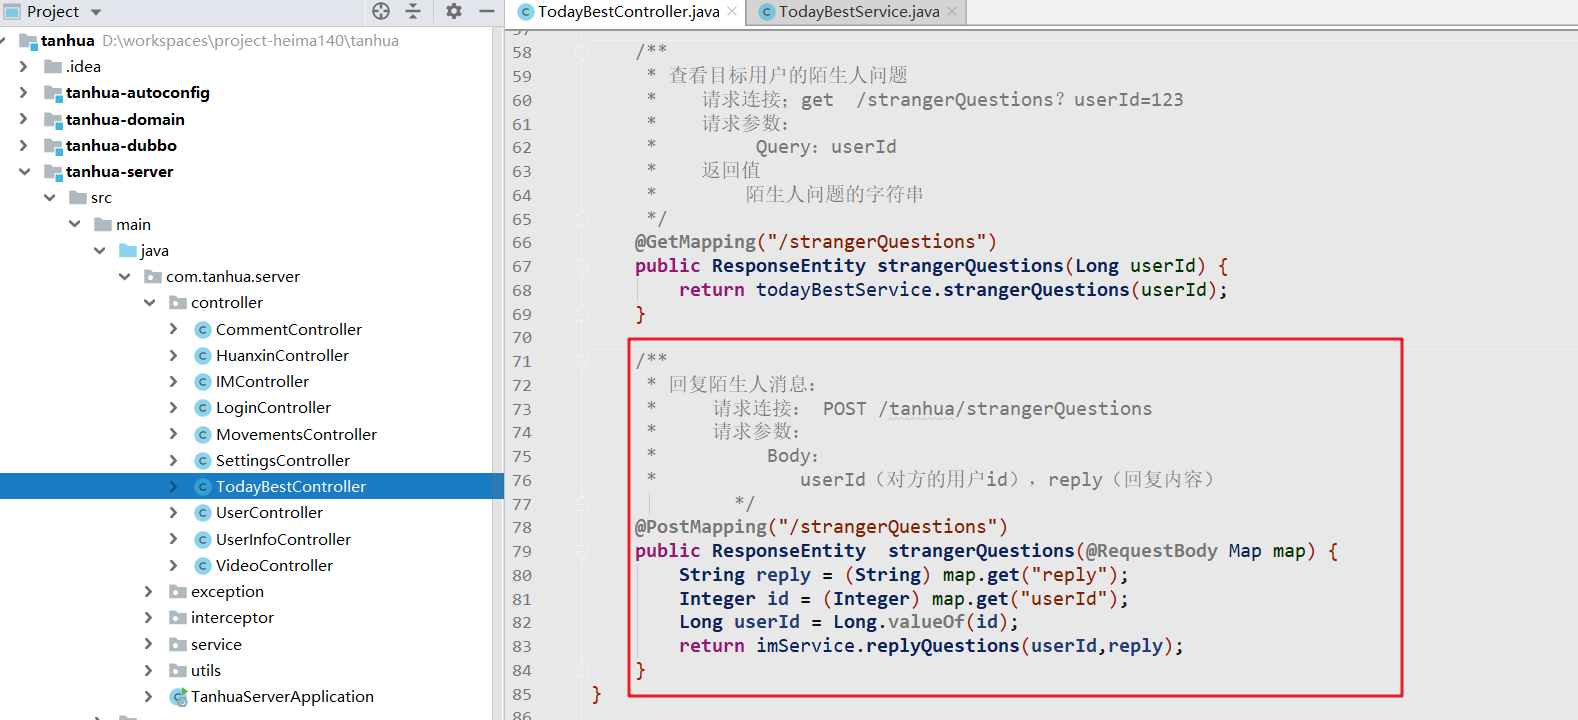 Project
tanhua D:\workspaces\project-heima140\tanhua
.idea
tanhua-autoconfig
tanhua-domain
tanhua-dubbo
tanhua-server
src
main
java
com.tanhua.server
controller
CommentController
HuanxinController
IMController
LoginController
MovementsController
SettingsController
TodayBestController
UserController
UserInfoController
VideoController
exception
interceptor
service
utils
TanhuaServerApplication
TodayBestController.java TodayBestService.java
57
58 /**
59 * 查看目标用户的陌生人问题
60 * 请求连接；get /strangerQuestions？userId=123
61 * 请求参数：
62 * Query：userId
63 * 返回值
64 * 陌生人问题的字符串
65 */
66 @GetMapping("/strangerQuestions")
67 public ResponseEntity strangerQuestions(Long userId) {
68 return todayBestService.strangerQuestions(userId);
69 }
70
71 /**
72 * 回复陌生人消息：
73 * 请求连接： POST /tanhua/strangerQuestions
74 * 请求参数：
75 * Body：
76 * userId（对方的用户id），reply（回复内容）
77 */
78 @PostMapping("/strangerQuestions")
79 public ResponseEntity strangerQuestions(@RequestBody Map map) {
80 String reply = (String) map.get("reply");
81 Integer id = (Integer) map.get("userId");
82 Long userId = Long.valueOf(id);
83 return imService.replyQuestions(userId,reply);
84 }
85 }
86